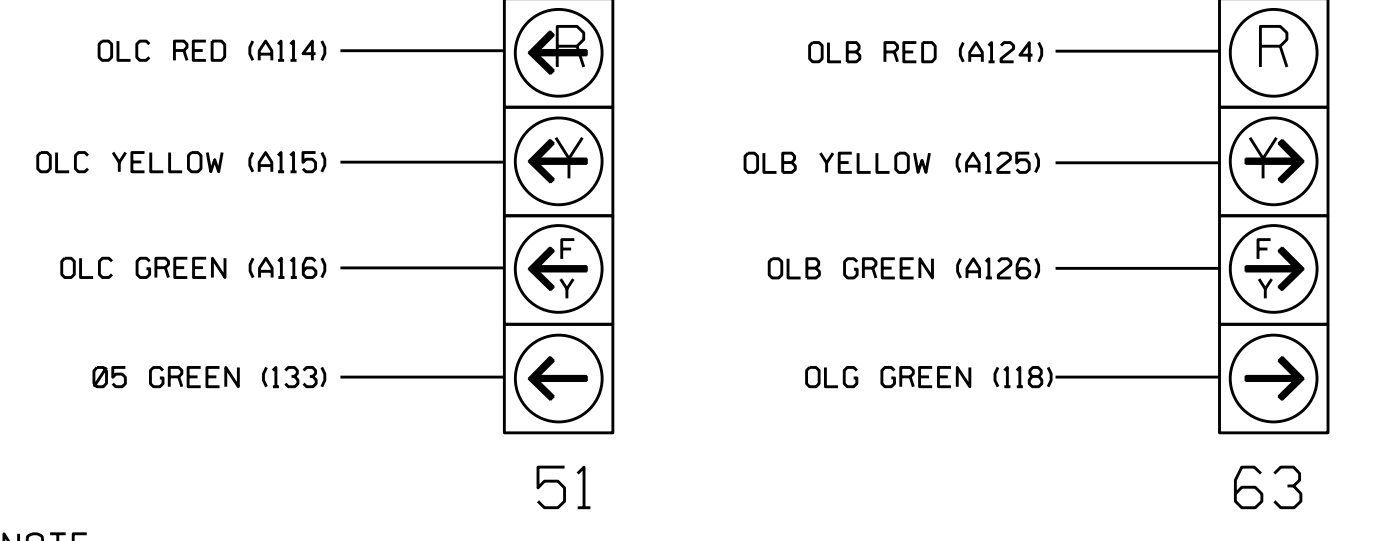 OLC RED (A114)
R
OLC YELLOW (A115)
Y
OLC GREEN (A116)
F
Y
Ø5 GREEN (133)
51
OLB RED (A124)
R
OLB YELLOW (A125)
Y
OLB GREEN (A126)
F
Y
OLG GREEN (118)
63
NOTE